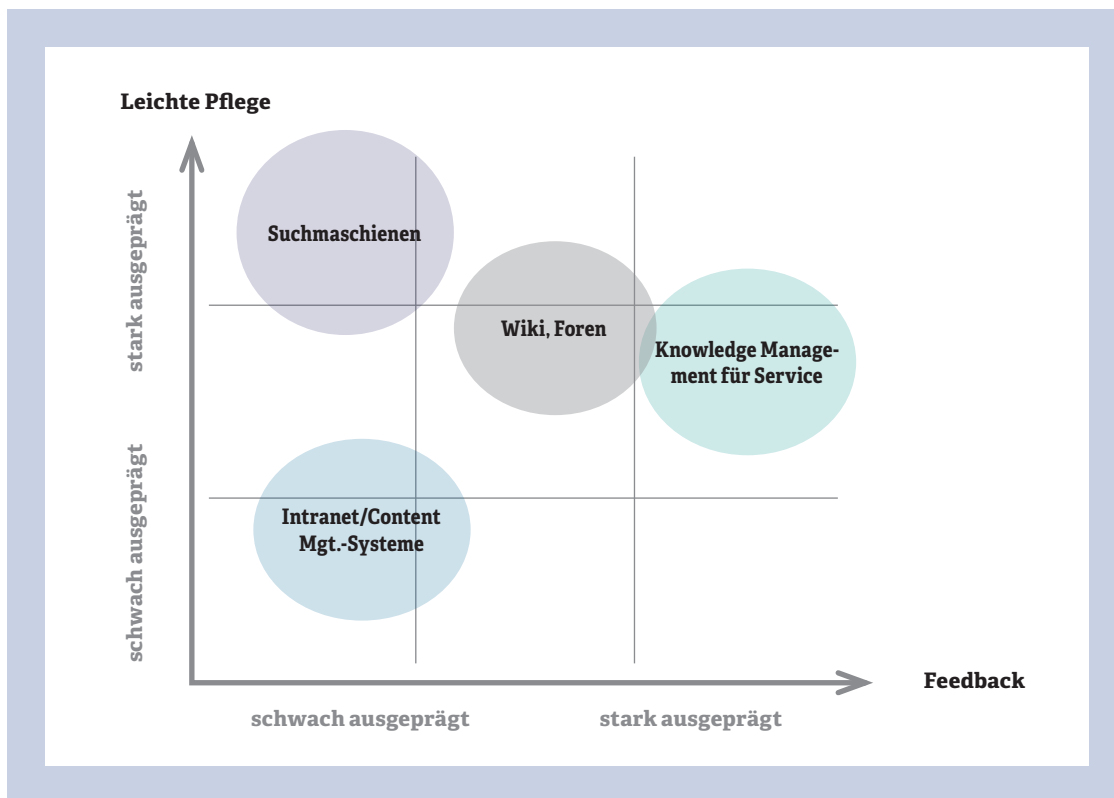 Leichte Pflege
stark ausgeprägt
Suchmaschienen
Wiki, Foren
Knowledge Manage-
ment für Service
schwach ausgeprägt
Intranet/Content
Mgt.-Systeme
Feedback
schwach ausgeprägt
stark ausgeprägt